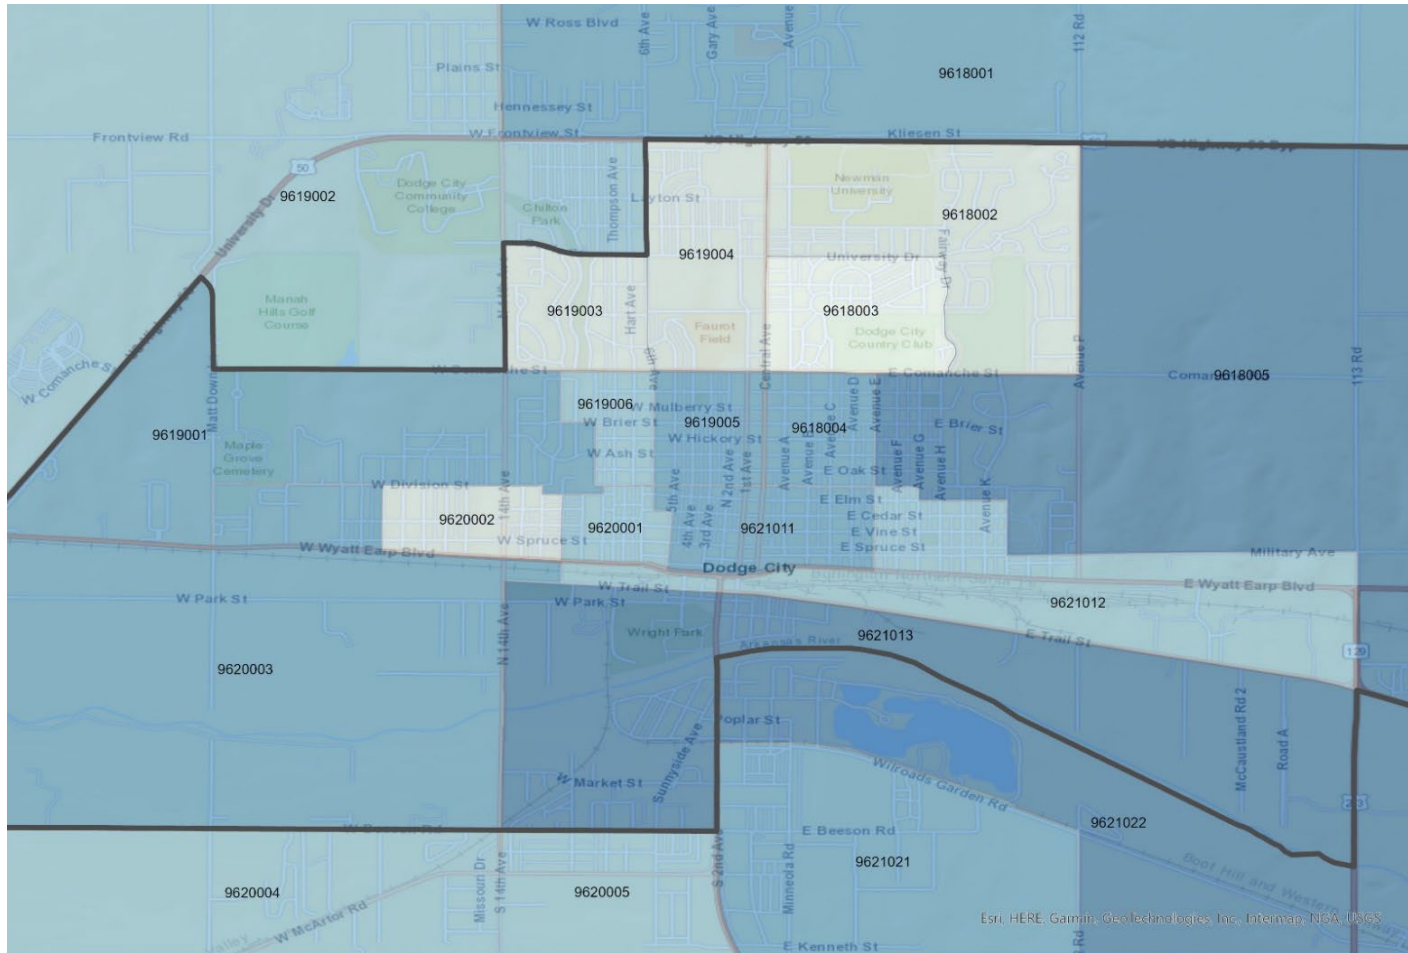 W Ross Blvd
6th Ave
Gary Ave
Avenue
112 Rd
Plains St
9618001
Hennessey St
Frontview Rd
W Frontview St
Kliesen St
50
Dodge City
Community
College
9619002
University Dr
Chilton
Park
Thompson Ave
Layton St
Newman
University
9618002
9619004
University Dr
Fairway Dr
Mariah
Hills Golf
Course
9619003
Hart Ave
9618003
Faurot
Field
Central Ave
Dodge City
Country Club
Avenue P
113 Rd
W Comanche St
W Comanche St
E Comanche St
9618005
Matt Down
9619006
W Mulberry St
W Brier St
9619005
9618004
Avenue C
Avenue D
Avenue E
E Brier St
9619001
Maple
Grove
Cemetery
W Hickory St
W Ash St
Avenue A
Avenue B
E Oak St
Avenue F
Avenue G
Avenue H
Avenue K
W Division St
14th Ave
5th Ave
N 2nd Ave
1st Ave
E Elm St
9620002
9620001
4th Ave
3rd Ave
9621011
E Cedar St
E Vine St
W Spruce St
E Spruce St
W Wyatt Earp Blvd
Military Ave
Dodge City
W Trail St
E Wyatt Earp Blvd
W Park St
W Park St
9621012
N 14th Ave
Wright Park
Arkansas River
9621013
E Trail St
129
9620003
Poplar St
Sunnyside Ave
McCaustland Rd 2
Road A
W Market St
Wilroads Garden Rd
9621022
W Beeson Rd
E Beeson Rd
9621021
Missouri Dr
S 14th Ave
S 2nd Ave
Minneola Rd
9620004
9620005
W McArtor Rd
Boot Hill and Western
Esri, HERE, Garmin, GeoTechnologies, Inc., Intermap, NGA, USGS
E Kenneth St